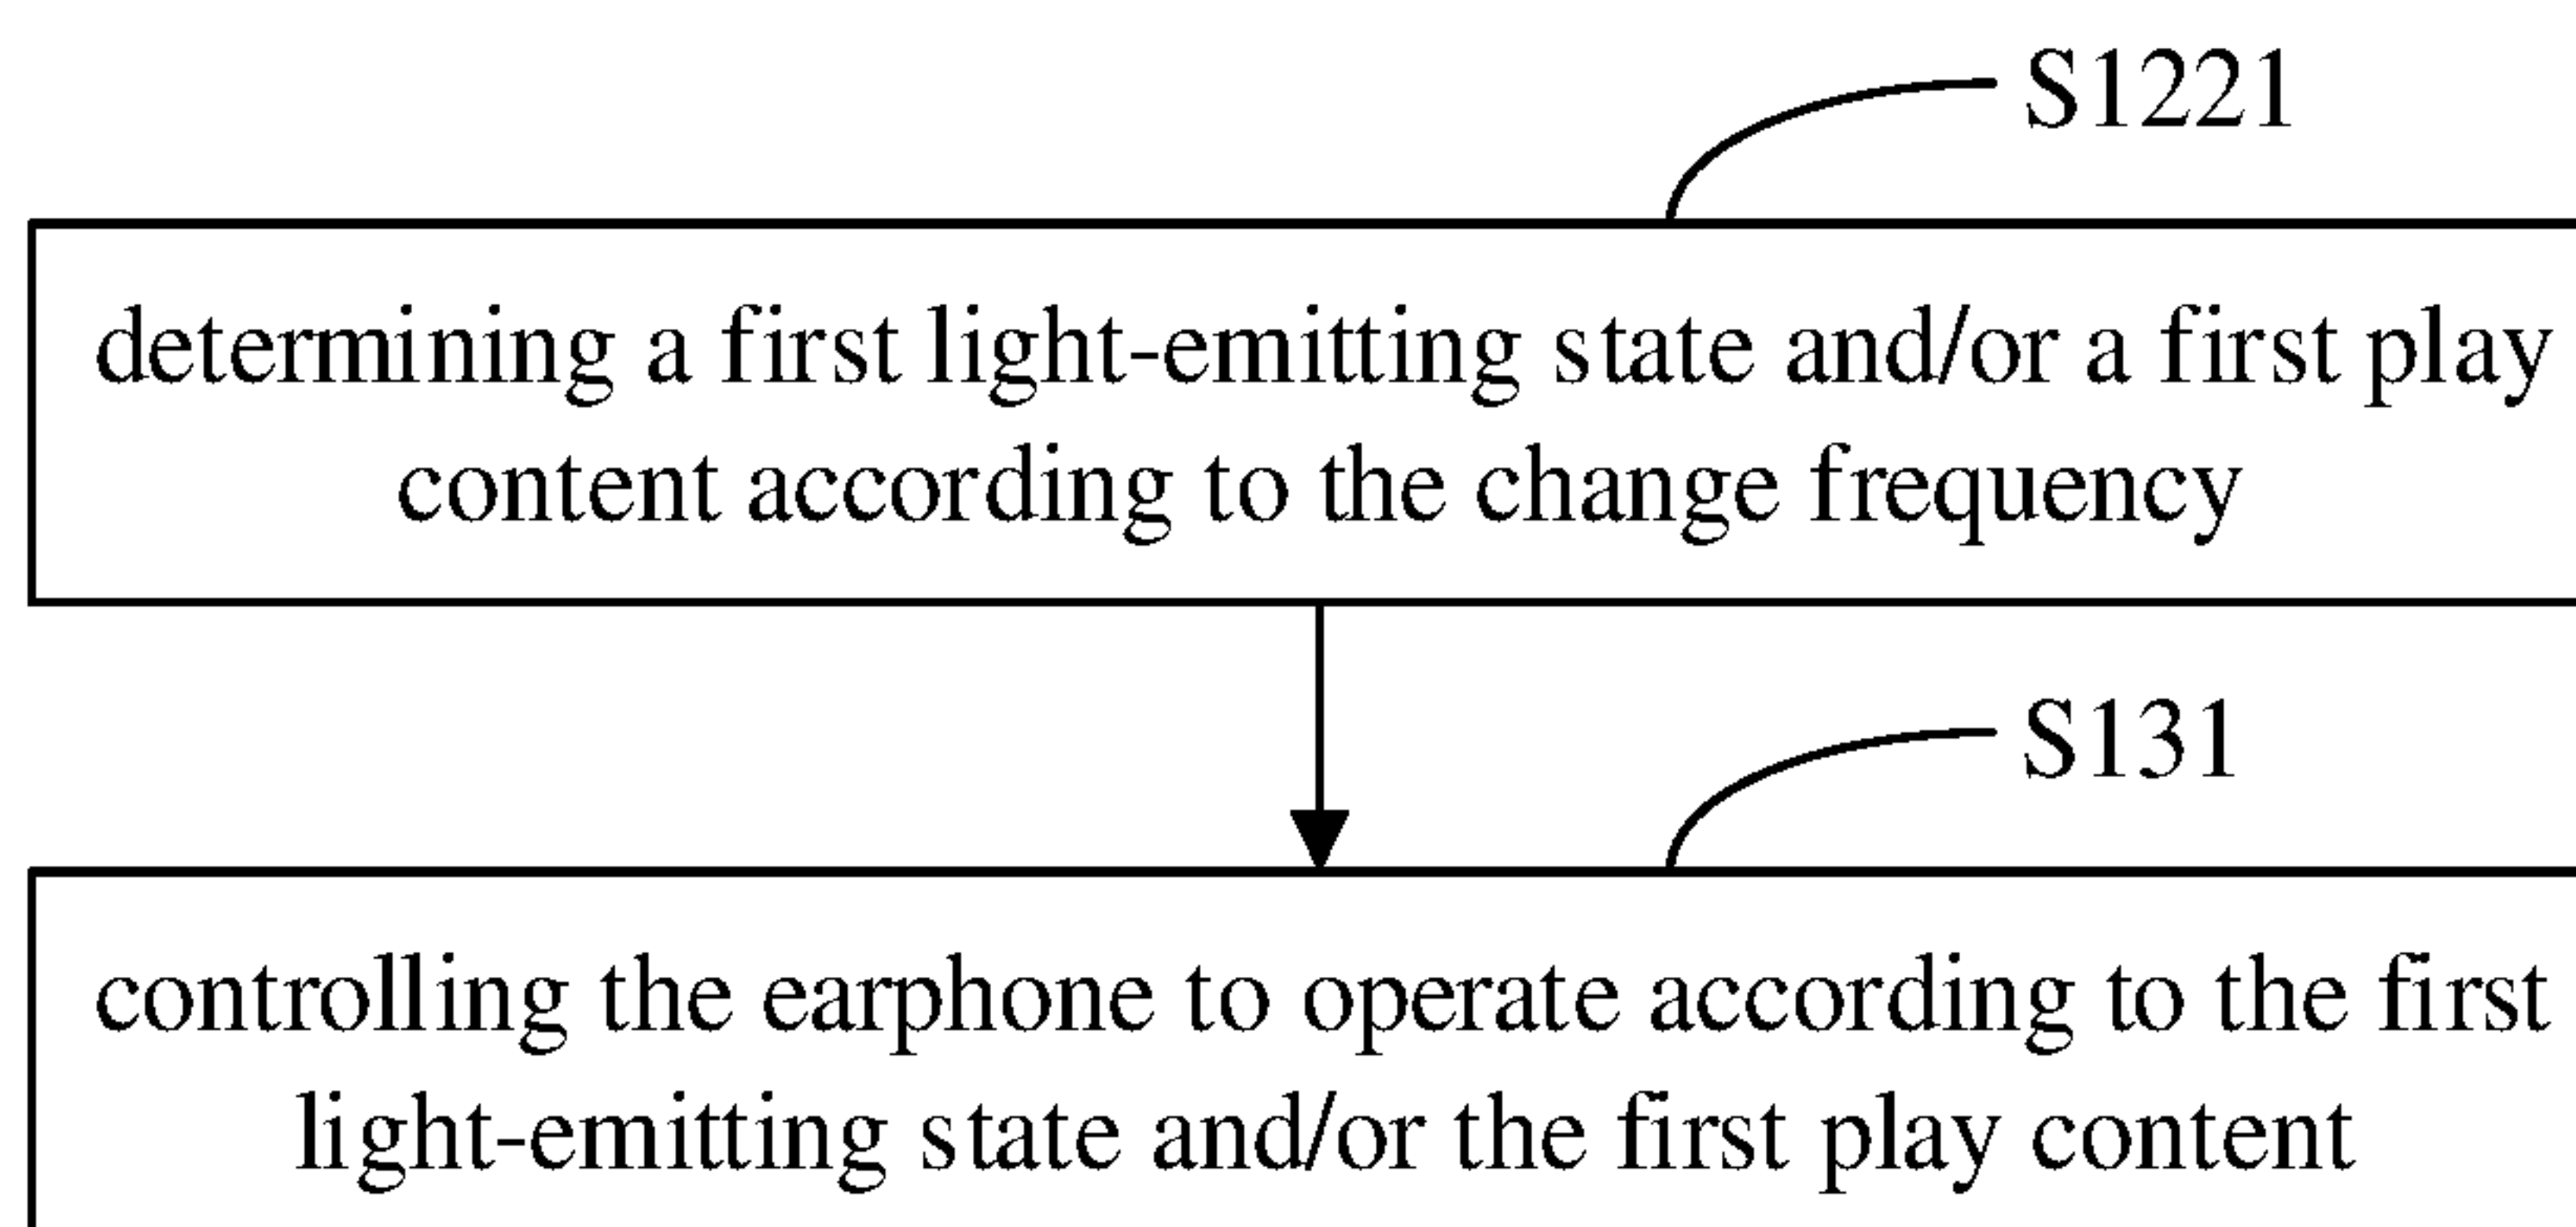 S1221
determining a first light-emitting state and/or a first play
content according to the change frequency
S131
controlling the earphone to operate according to the first
light-emitting state and/or the first play content